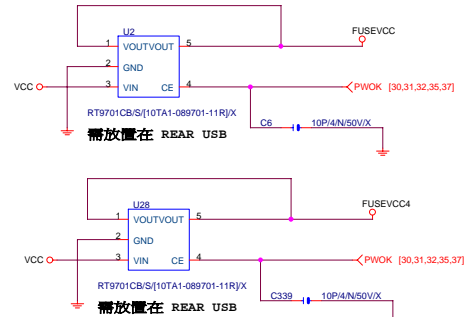 U2
FUSEVCC
1 VOUTVOUT 5
2 GND
VCC 3 VIN CE 4 PWOK [30,31,32,35,37]
RT9701CB/S/[10TA1-089701-11R]/X
C6 10P/4/N/50V/X
需放置在 REAR USB
U28
FUSEVCC4
1 VOUTVOUT 5
2 GND
VCC 3 VIN CE 4 PWOK [30,31,32,35,37]
RT9701CB/S/[10TA1-089701-11R]/X
C339 10P/4/N/50V/X
需放置在 REAR USB